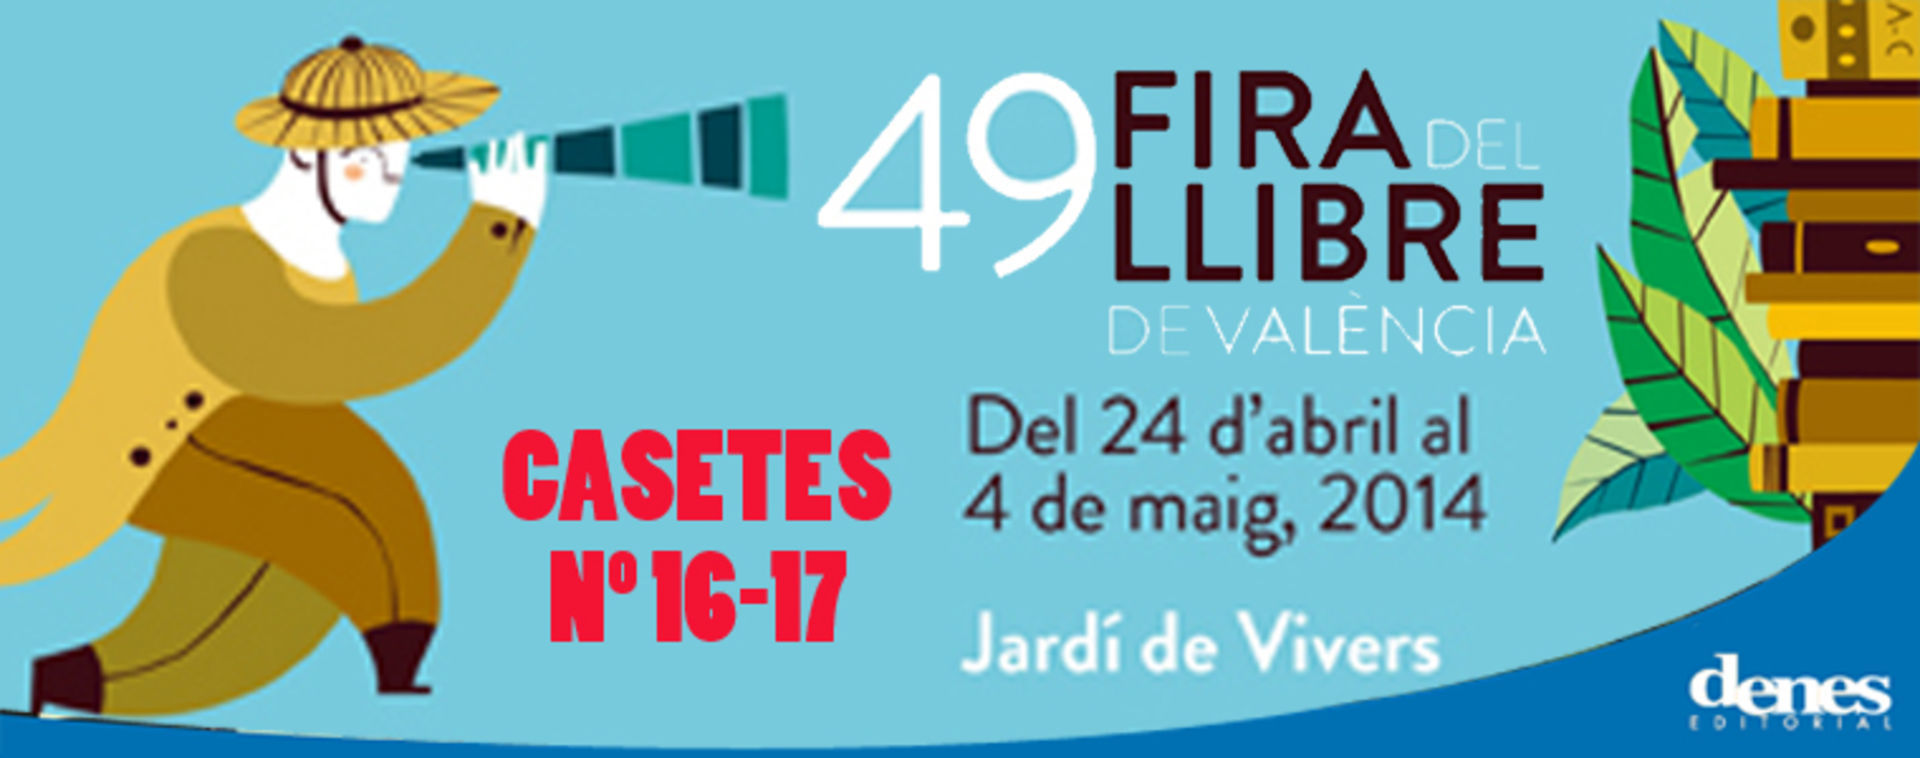 49 FIRA DEL
LLIBRE
DE VALÈNCIA
Del 24 d'abril al
4 de maig, 2014
CASETES
Nº 16-17
Jardí de Vivers
denes
EDITORIAL